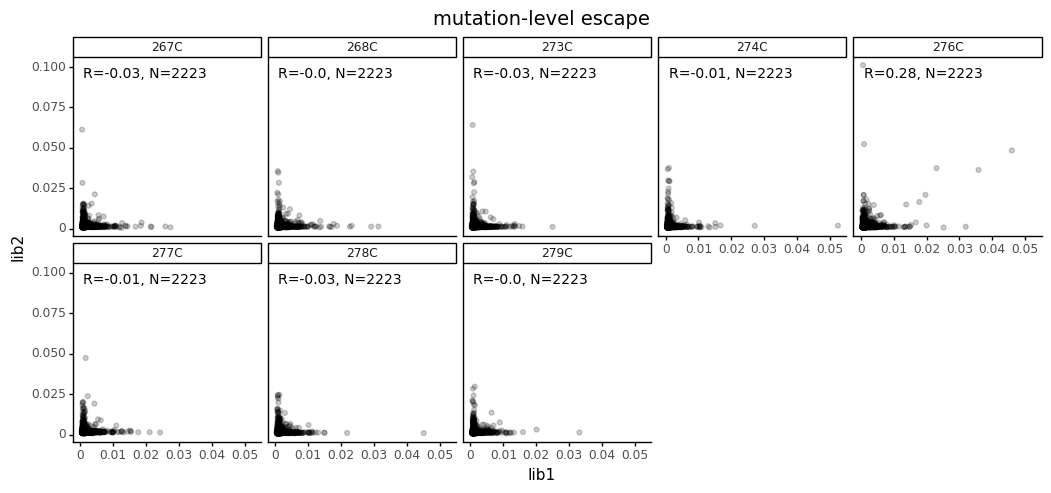 mutation-level escape
267C
268C
273C
274C
276C
R=-0.03, N=2223
R=-0.0, N=2223
R=-0.03, N=2223
R=-0.01, N=2223
R=0.28, N=2223
0.100
0.075
0.050
0.025
0
0 0.01 0.02 0.03 0.04 0.05
0 0.01 0.02 0.03 0.04 0.05
277C
278C
279C
R=-0.01, N=2223
R=-0.03, N=2223
R=-0.0, N=2223
0.100
0.075
0.050
0.025
0
0 0.01 0.02 0.03 0.04 0.05
0 0.01 0.02 0.03 0.04 0.05
0 0.01 0.02 0.03 0.04 0.05
lib2
lib1